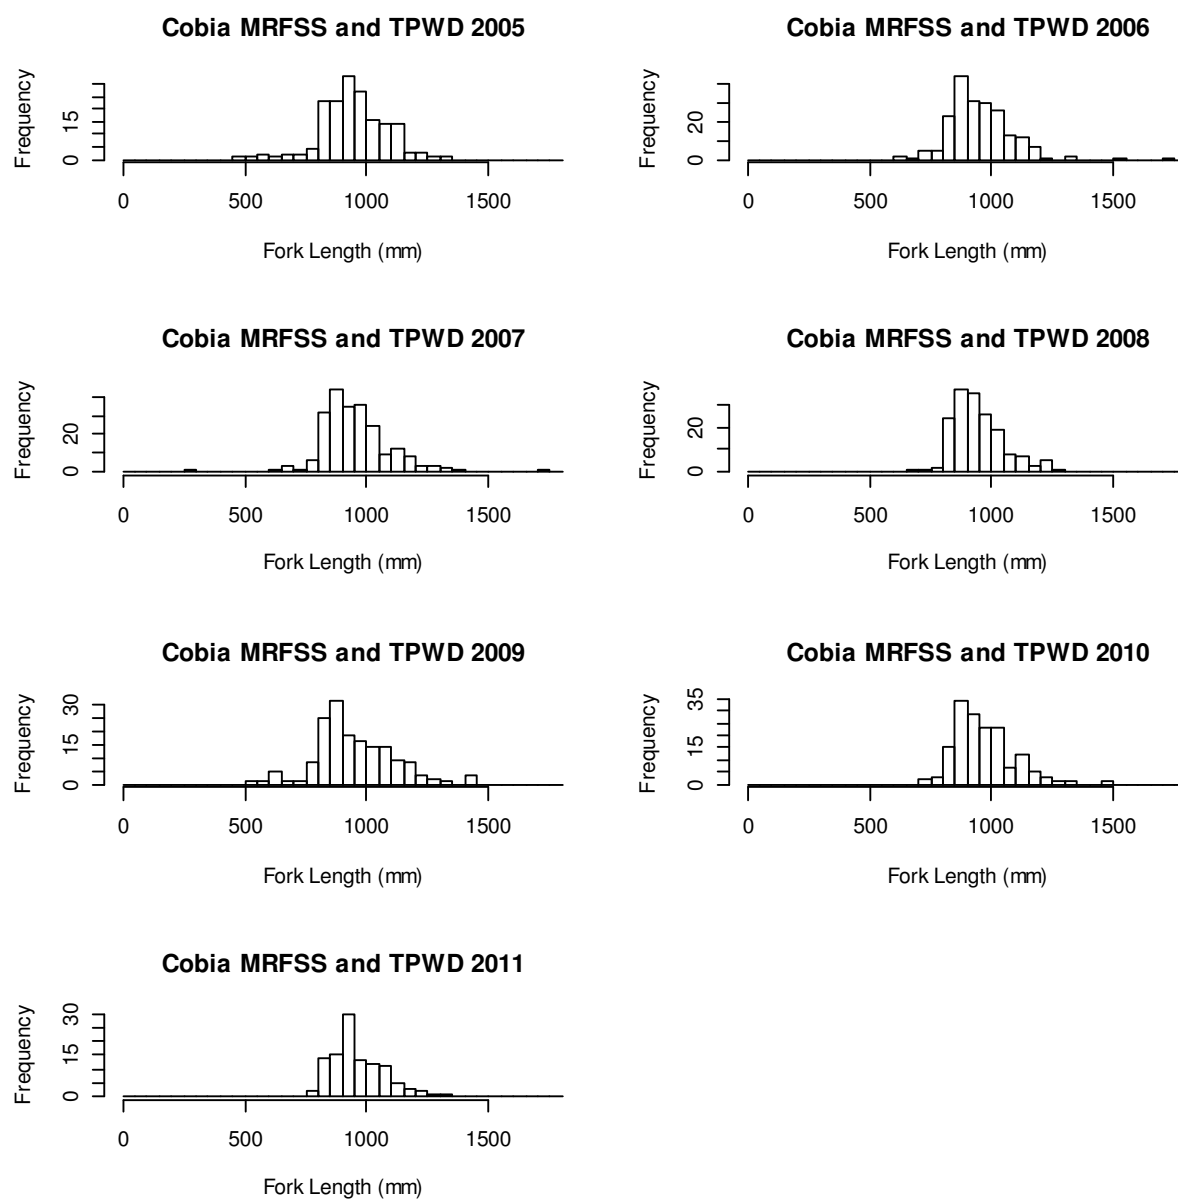 Cobia MRFSS and TPWD 2005
Frequency
15
0
0 500 1000 1500
Fork Length (mm)
Cobia MRFSS and TPWD 2006
Frequency
20
0
0 500 1000 1500
Fork Length (mm)
Cobia MRFSS and TPWD 2007
Frequency
20
0
0 500 1000 1500
Fork Length (mm)
Cobia MRFSS and TPWD 2008
Frequency
20
0
0 500 1000 1500
Fork Length (mm)
Cobia MRFSS and TPWD 2009
Frequency
30
15
0
0 500 1000 1500
Fork Length (mm)
Cobia MRFSS and TPWD 2010
Frequency
35
15
0
0 500 1000 1500
Fork Length (mm)
Cobia MRFSS and TPWD 2011
Frequency
30
15
0
0 500 1000 1500
Fork Length (mm)